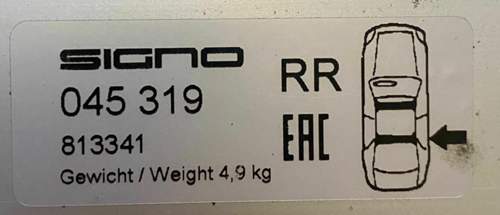 SIGNO
045 319
813341
Gewicht / Weight 4,9 kg
RR
EAC